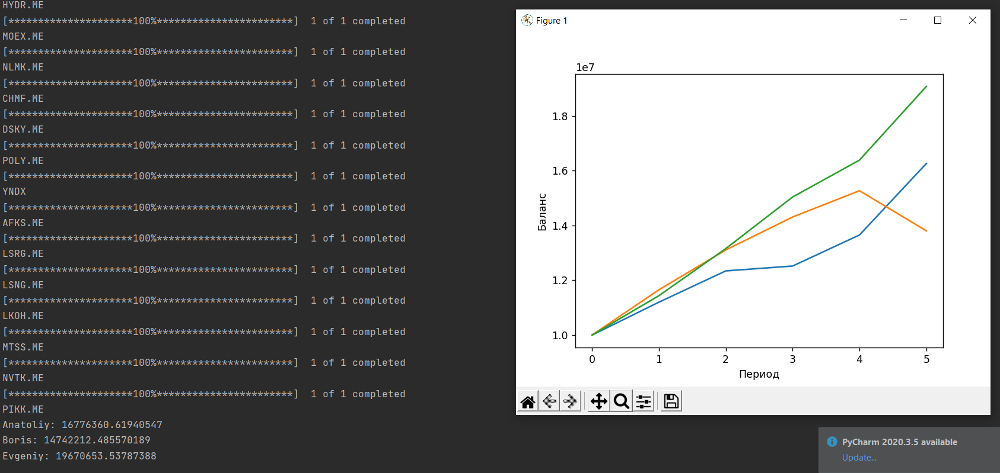 HYDR.ME
[*********************100%***********************]  1 of 1 completed
MOEX.ME
[*********************100%***********************]  1 of 1 completed
NLMK.ME
[*********************100%***********************]  1 of 1 completed
CHMF.ME
[*********************100%***********************]  1 of 1 completed
DSKY.ME
[*********************100%***********************]  1 of 1 completed
POLY.ME
[*********************100%***********************]  1 of 1 completed
YNDX
[*********************100%***********************]  1 of 1 completed
AFKS.ME
[*********************100%***********************]  1 of 1 completed
LSRG.ME
[*********************100%***********************]  1 of 1 completed
LSNG.ME
[*********************100%***********************]  1 of 1 completed
LKOH.ME
[*********************100%***********************]  1 of 1 completed
MTSS.ME
[*********************100%***********************]  1 of 1 completed
NVTK.ME
[*********************100%***********************]  1 of 1 completed
PIKK.ME
Anatoliy: 16776360.61940547
Boris: 14742212.485570189
Evgeniy: 19670653.53787388
Figure 1
1e7
1.8
1.6
1.4
1.2
1.0
Баланс
0 1 2 3 4 5
Период
PyCharm 2020.3.5 available
Update...